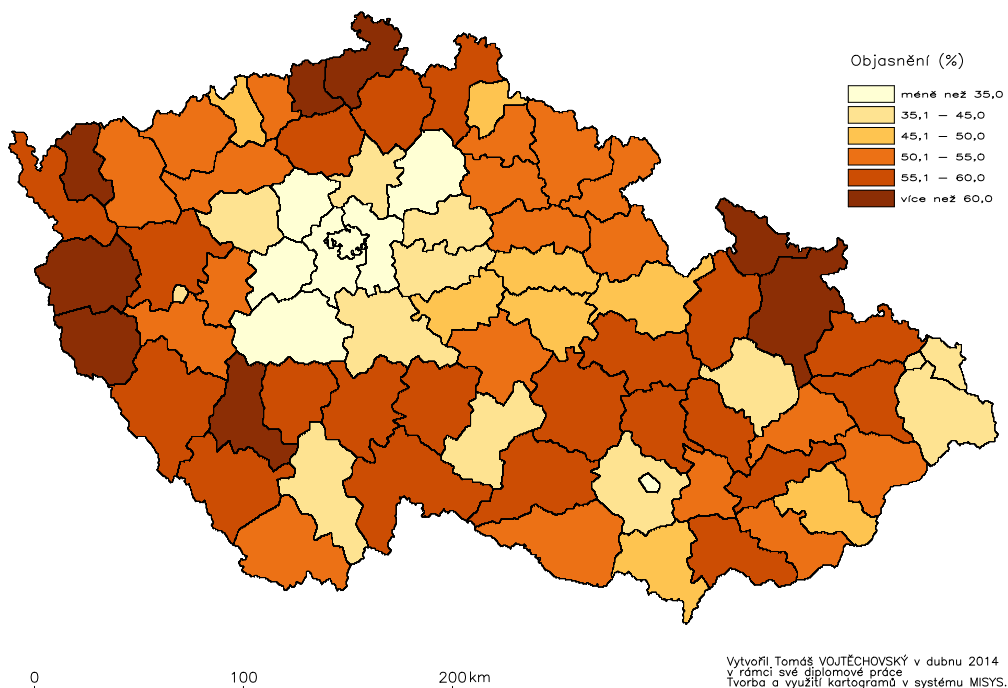 Objasnění (%)
méně než 35,0
35,1 – 45,0
45,1 – 50,0
50,1 – 55,0
55,1 – 60,0
více než 60,0
Vytvořil Tomáš VOJTĚCHOVSKÝ v dubnu 2014
v rámci své diplomové práce
Tvorba a využití kartogramů v systému MISYS.
0 100 200 km